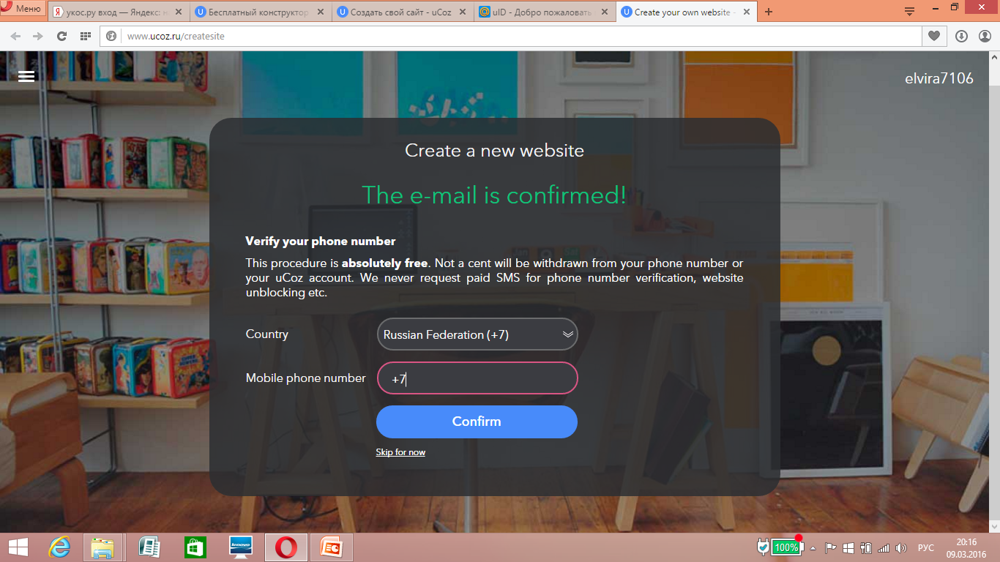 Меню
укос.ру вход — Яндекс: н
Бесплатный конструктор
Создать свой сайт - uCoz
uID - Добро пожаловать
Create your own website -
www.ucoz.ru/createsite
elvira7106
Create a new website
The e-mail is confirmed!
Verify your phone number
This procedure is absolutely free. Not a cent will be withdrawn from your phone number or
your uCoz account. We never request paid SMS for phone number verification, website
unblocking etc.
Country
Russian Federation (+7)
Mobile phone number
+7
Confirm
Skip for now
lenovo
100%
РУС
20:16
09.03.2016